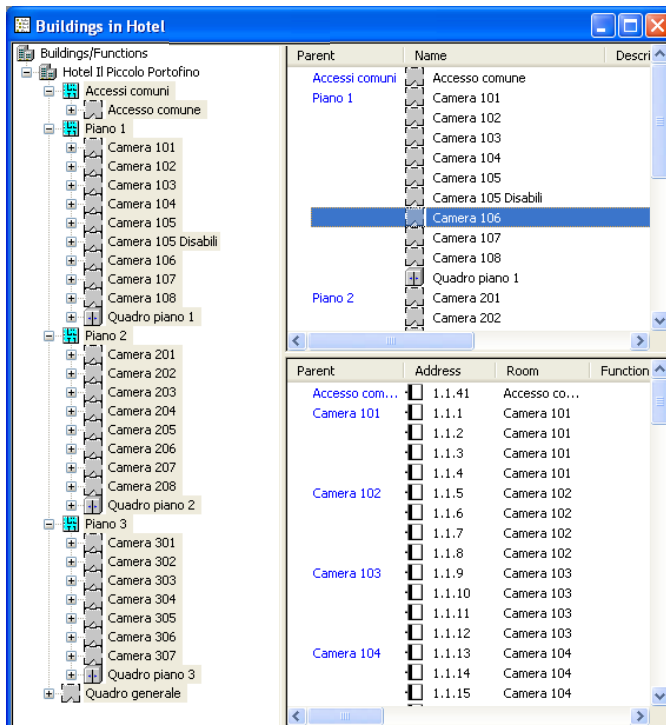 Buildings in Hotel
Buildings/Functions
Hotel Il Piccolo Portofino
Accessi comuni
Accesso comune
Piano 1
Camera 101
Camera 102
Camera 103
Camera 104
Camera 105
Camera 105 Disabili
Camera 106
Camera 107
Camera 108
Quadro piano 1
Piano 2
Camera 201
Camera 202
Camera 203
Camera 204
Camera 205
Camera 206
Camera 207
Camera 208
Quadro piano 2
Piano 3
Camera 301
Camera 302
Camera 303
Camera 304
Camera 305
Camera 306
Camera 307
Quadro piano 3
Quadro generale
Parent Name Descri
Accessi comuni Accesso comune
Piano 1 Camera 101
Camera 102
Camera 103
Camera 104
Camera 105
Camera 105 Disabili
Camera 106
Camera 107
Camera 108
Quadro piano 1
Piano 2 Camera 201
Camera 202
Parent Address Room Function
Accesso com... 1.1.41 Accesso co...
Camera 101 1.1.1 Camera 101
1.1.2 Camera 101
1.1.3 Camera 101
1.1.4 Camera 101
Camera 102 1.1.5 Camera 102
1.1.6 Camera 102
1.1.7 Camera 102
1.1.8 Camera 102
Camera 103 1.1.9 Camera 103
1.1.10 Camera 103
1.1.11 Camera 103
1.1.12 Camera 103
Camera 104 1.1.13 Camera 104
1.1.14 Camera 104
1.1.15 Camera 104